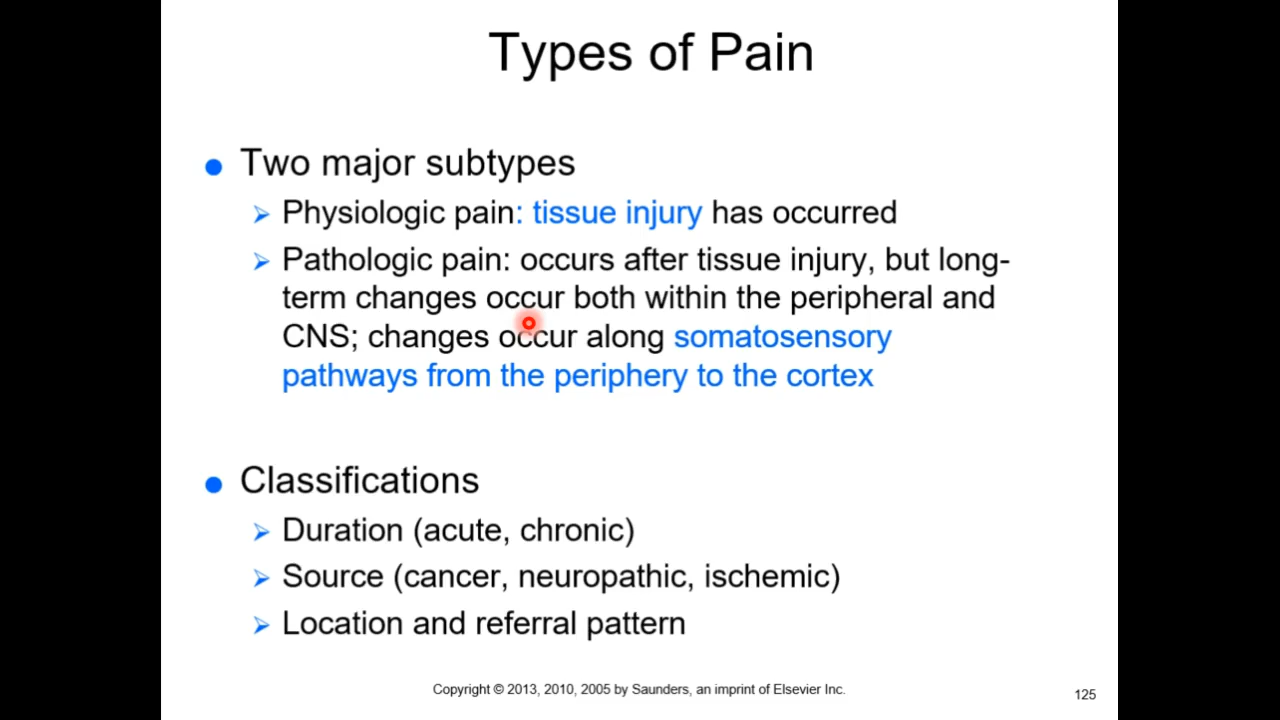 Types of Pain
Two major subtypes
Physiologic pain: tissue injury has occurred
Pathologic pain: occurs after tissue injury, but long-
term changes occur both within the peripheral and
CNS; changes occur along somatosensory
pathways from the periphery to the cortex
Classifications
Duration (acute, chronic)
Source (cancer, neuropathic, ischemic)
Location and referral pattern
Copyright © 2013, 2010, 2005 by Saunders, an imprint of Elsevier Inc.
125